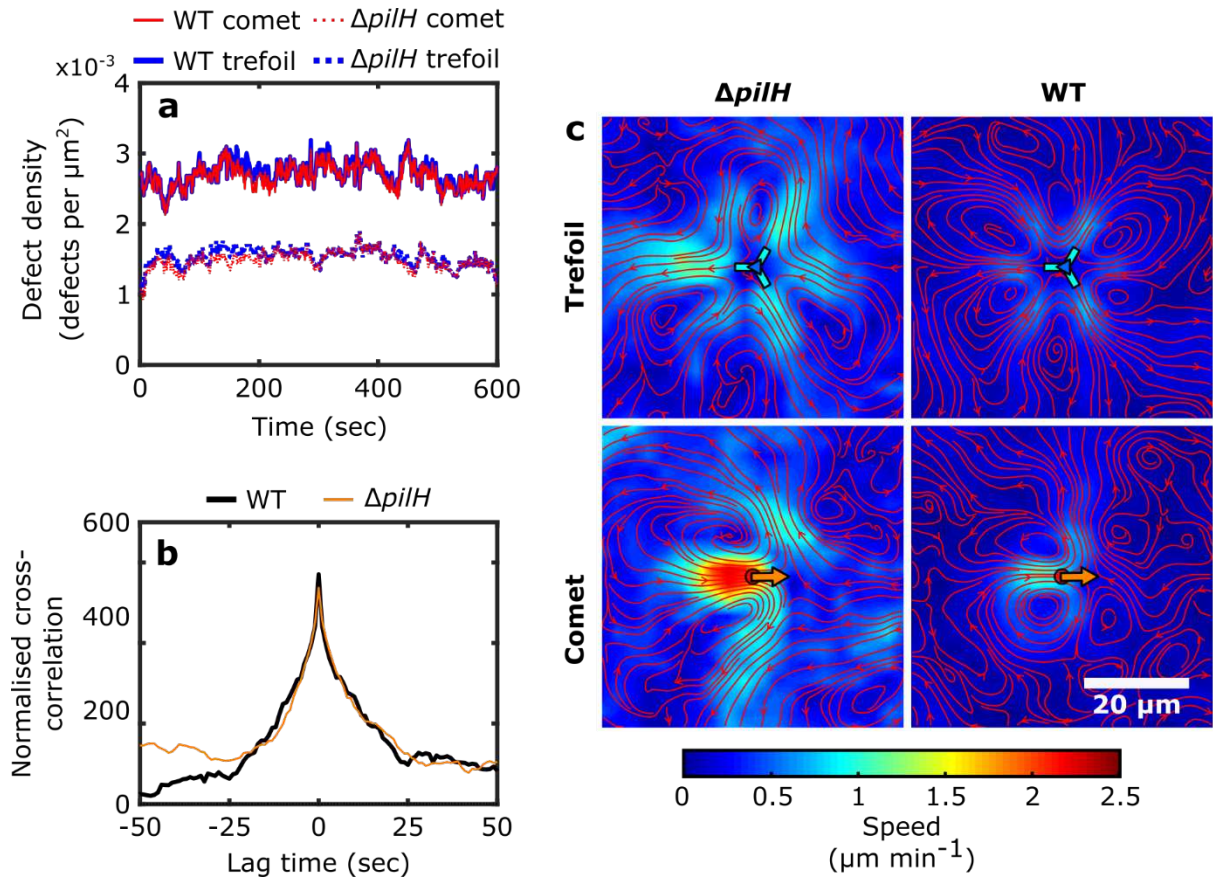 WT comet ΔpilH comet
WT trefoil ΔpilH trefoil
x10-3
a
4
3
2
1
0
0 200 400 600
Defect density
(defects per μm2)
Time (sec)
WT ΔpilH
b
600
400
200
0
-50 -25 0 25 50
Normalised cross-
correlation
Lag time (sec)
c
ΔpilH WT
Trefoil
Comet
20 μm
0 0.5 1 1.5 2 2.5
Speed
(μm min-1)